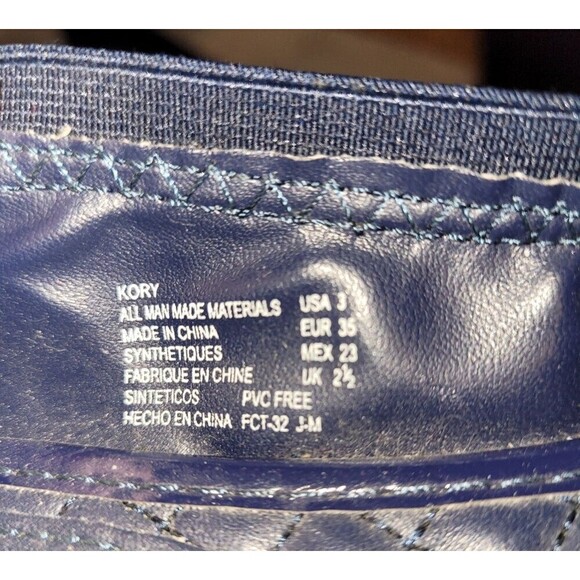 KORY
ALL MAN MADE MATERIALS USA 3
MADE IN CHINA EUR 35
SYNTHETIQUES MEX 23
FABRIQUE EN CHINE UK 2½
SINTETICOS PVC FREE
HECHO EN CHINA FCT-32 J-M